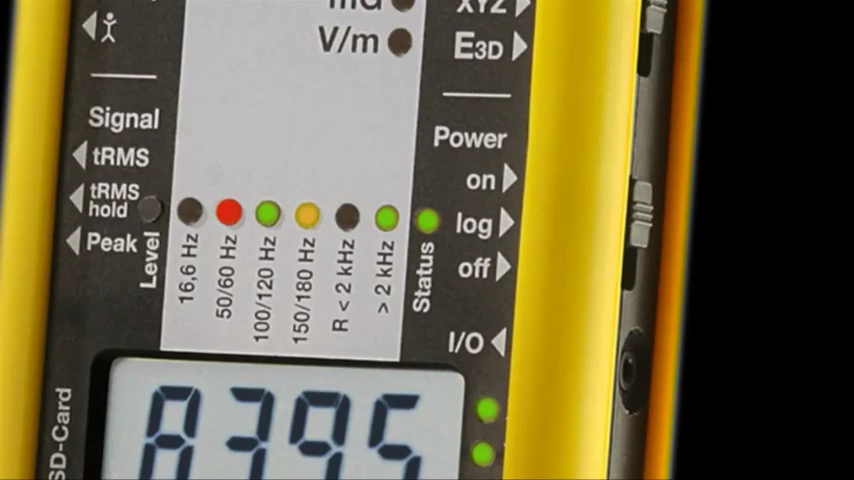 V/m
XYZ
E3D
Signal
tRMS
tRMS
hold
Peak
Level
16,6 Hz
50/60 Hz
100/120 Hz
150/180 Hz
R < 2 kHz
> 2 kHz
Status
Power
on
log
off
I/O
SD-Card
8395